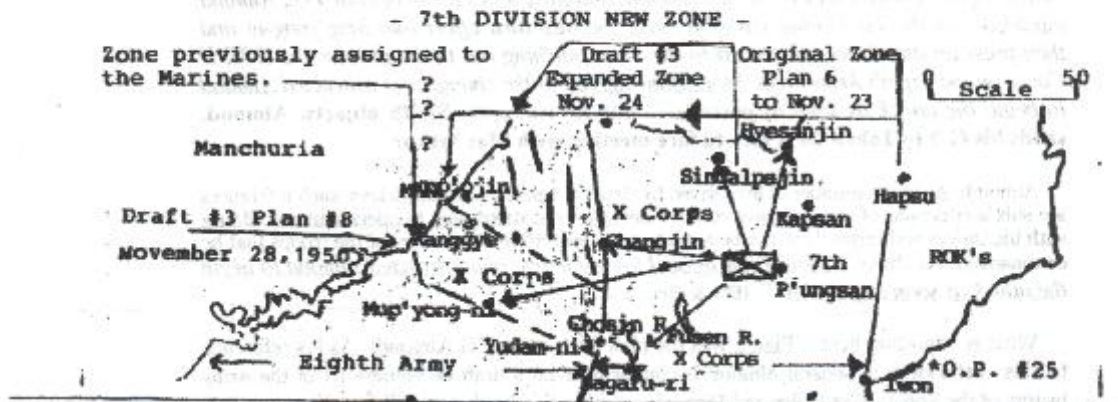 - 7th DIVISION NEW ZONE -
Zone previously assigned to
the Marines.
Draft #3
Expanded Zone
Nov. 24
Original Zone
Plan 6
to Nov. 23
0 50
Scale
?
?
?
Manchuria
Hyesanjin
Singalpajin
Hapsu
Kapsan
X Corps
Draft #3 Plan #8
November 28, 1950
Kanggye
Changjin
X Corps
7th
P'ungsan
ROK's
Mup'yong-ni
Chosin R.
Fusen R.
Yudam-ni
X Corps
Eighth Army
Hagaru-ri
Iwon
O.P. #25